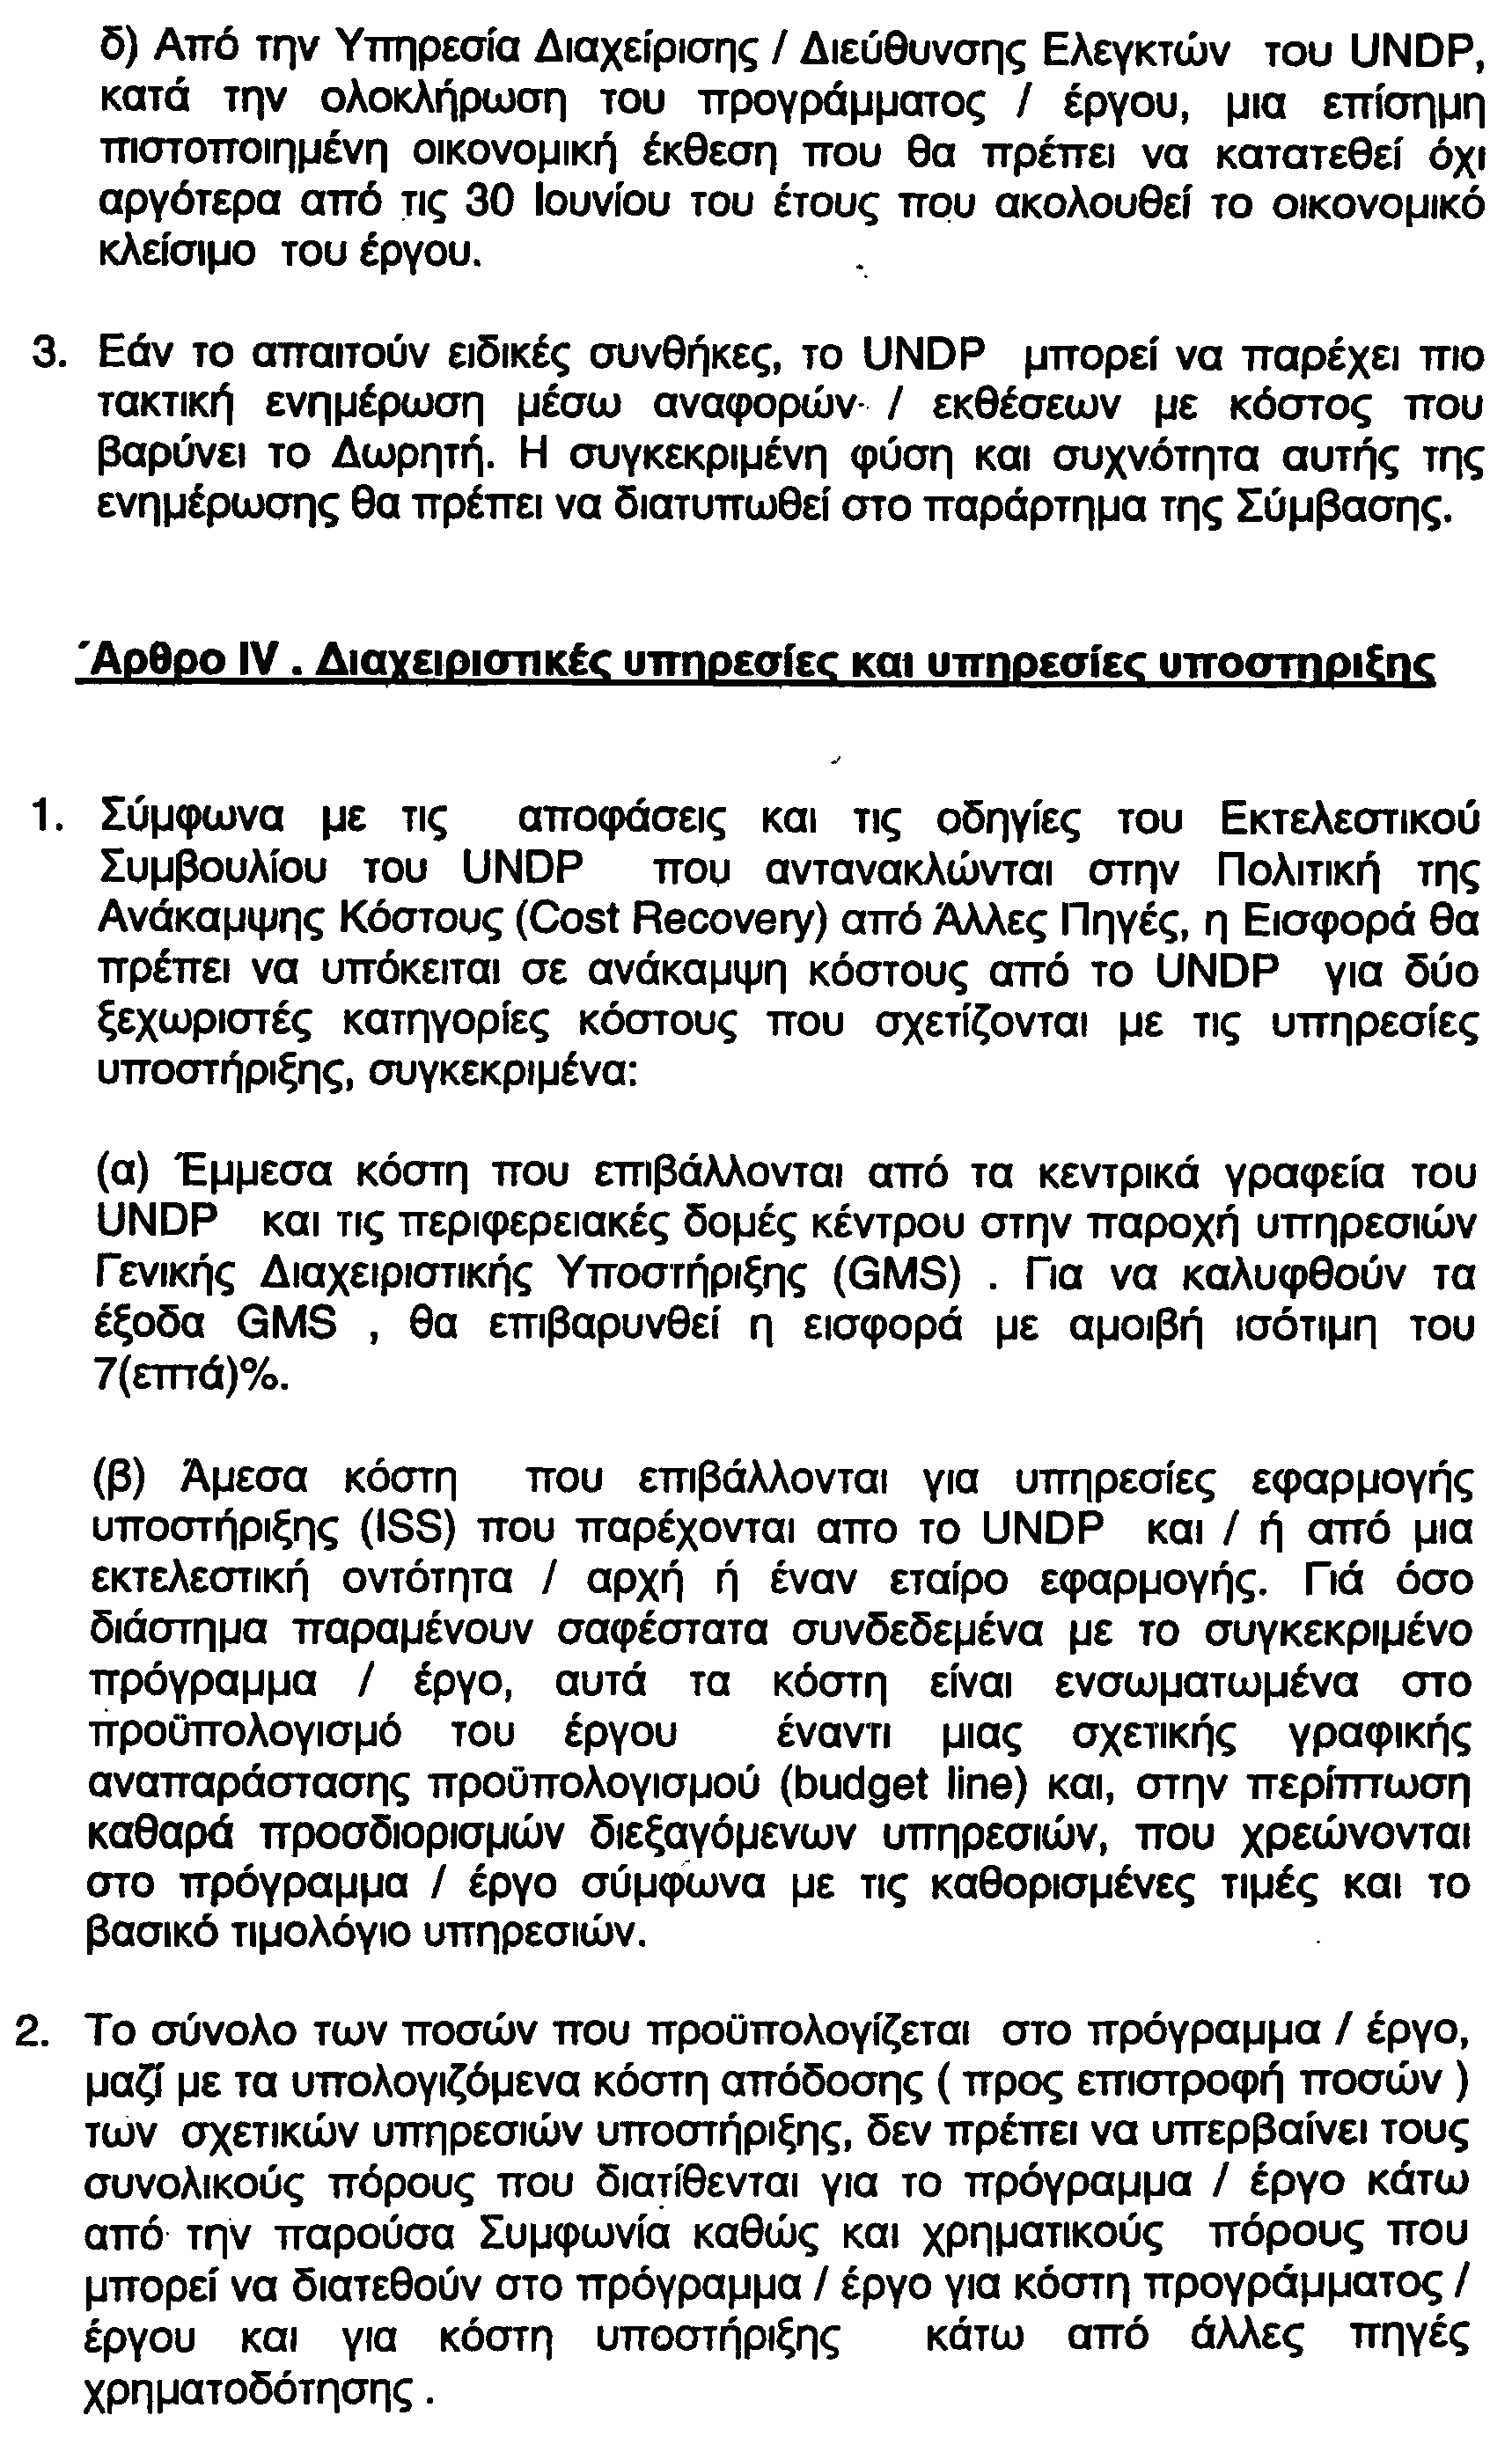 δ) Από την Υπηρεσία Διαχείρισης / Διεύθυνσης Ελεγκτών του UNDP,
κατά την ολοκλήρωση του προγράμματος / έργου, μια επίσημη
πιστοποιημένη οικονομική έκθεση που θα πρέπει να κατατεθεί όχι
αργότερα από τις 30 Ιουνίου του έτους που ακολουθεί το οικονομικό
κλείσιμο του έργου.
3. Εάν το απαιτούν ειδικές συνθήκες, το UNDP μπορεί να παρέχει πιο
τακτική ενημέρωση μέσω αναφορών / εκθέσεων με κόστος που
βαρύνει το Δωρητή. Η συγκεκριμένη φύση και συχνότητα αυτής της
ενημέρωσης θα πρέπει να διατυπωθεί στο παράρτημα της Σύμβασης.
Άρθρο IV . Διαχειριστικές υπηρεσίες και υπηρεσίες υποστηριξης
1. Σύμφωνα με τις αποφάσεις και τις οδηγίες του Εκτελεστικού
Συμβουλίου του UNDP που αντανακλώνται στην Πολιτική της
Ανάκαμψης Κόστους (Cost Recovery) από Άλλες Πηγές, η Εισφορά θα
πρέπει να υπόκειται σε ανάκαμψη κόστους από το UNDP για δύο
ξεχωριστές κατηγορίες κόστους που σχετίζονται με τις υπηρεσίες
υποστήριξης, συγκεκριμένα:
(α) Έμμεσα κόστη που επιβάλλονται από τα κεντρικά γραφεία του
UNDP και τις περιφερειακές δομές κέντρου στην παροχή υπηρεσιών
Γενικής Διαχειριστικής Υποστήριξης (GMS) . Για να καλυφθούν τα
έξοδα GMS , θα επιβαρυνθεί η εισφορά με αμοιβή ισότιμη του
7(επτά)%.
(β) Άμεσα κόστη που επιβάλλονται για υπηρεσίες εφαρμογής
υποστήριξης (ISS) που παρέχονται απο το UNDP και / ή από μια
εκτελεστική οντότητα / αρχή ή έναν εταίρο εφαρμογής. Γιά όσο
διάστημα παραμένουν σαφέστατα συνδεδεμένα με το συγκεκριμένο
πρόγραμμα / έργο, αυτά τα κόστη είναι ενσωματωμένα στο
προϋπολογισμό του έργου έναντι μιας σχετικής γραφικής
αναπαράστασης προϋπολογισμού (budget line) και, στην περίπτωση
καθαρά προσδιορισμών διεξαγόμενων υπηρεσιών, που χρεώνονται
στο πρόγραμμα / έργο σύμφωνα με τις καθορισμένες τιμές και το
βασικό τιμολόγιο υπηρεσιών.
2. Το σύνολο των ποσών που προϋπολογίζεται στο πρόγραμμα / έργο,
μαζί με τα υπολογιζόμενα κόστη απόδοσης ( προς επιστροφή ποσών )
των σχετικών υπηρεσιών υποστήριξης, δεν πρέπει να υπερβαίνει τους
συνολικούς πόρους που διατίθενται για το πρόγραμμα / έργο κάτω
από την παρούσα Συμφωνία καθώς και χρηματικούς πόρους που
μπορεί να διατεθούν στο πρόγραμμα / έργο για κόστη προγράμματος /
έργου και για κόστη υποστήριξης κάτω από άλλες πηγές
χρηματοδότησης .